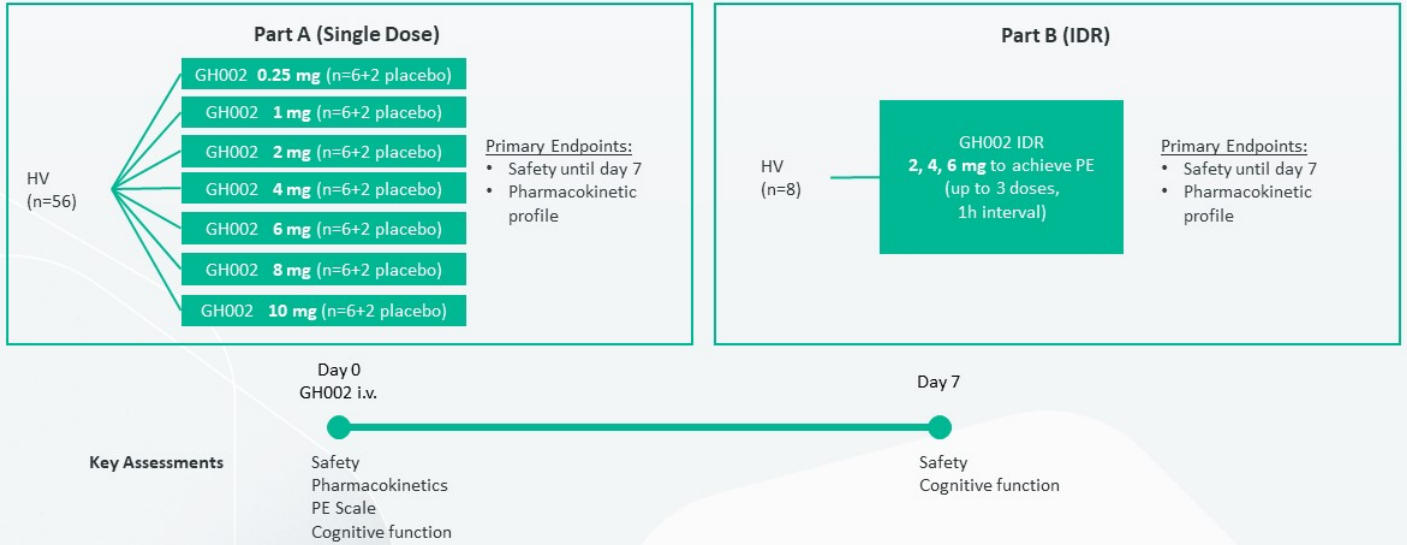 Part A (Single Dose)
GH002 0.25 mg (n=6+2 placebo)
GH002 1 mg (n=6+2 placebo)
GH002 2 mg (n=6+2 placebo)
GH002 4 mg (n=6+2 placebo)
GH002 6 mg (n=6+2 placebo)
GH002 8 mg (n=6+2 placebo)
GH002 10 mg (n=6+2 placebo)
HV
(n=56)
Primary Endpoints:
• Safety until day 7
• Pharmacokinetic
profile
Part B (IDR)
HV
(n=8)
GH002 IDR
2, 4, 6 mg to achieve PE
(up to 3 doses,
1h interval)
Primary Endpoints:
• Safety until day 7
• Pharmacokinetic
profile
Day 0
GH002 i.v.
Day 7
Key Assessments
Safety
Pharmacokinetics
PE Scale
Cognitive function
Safety
Cognitive function